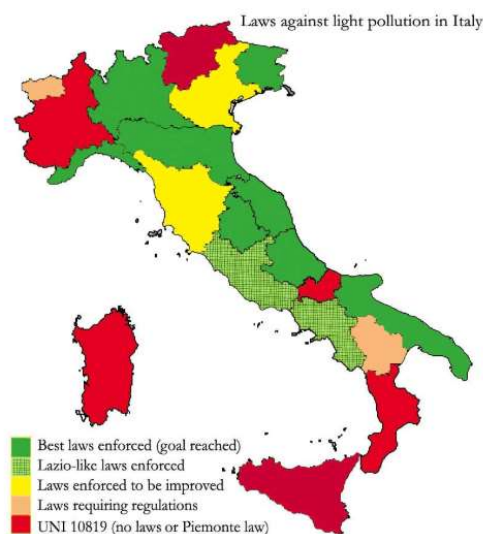 Laws against light pollution in Italy
Best laws enforced (goal reached)
Lazio-like laws enforced
Laws enforced to be improved
Laws requiring regulations
UNI 10819 (no laws or Piemonte law)